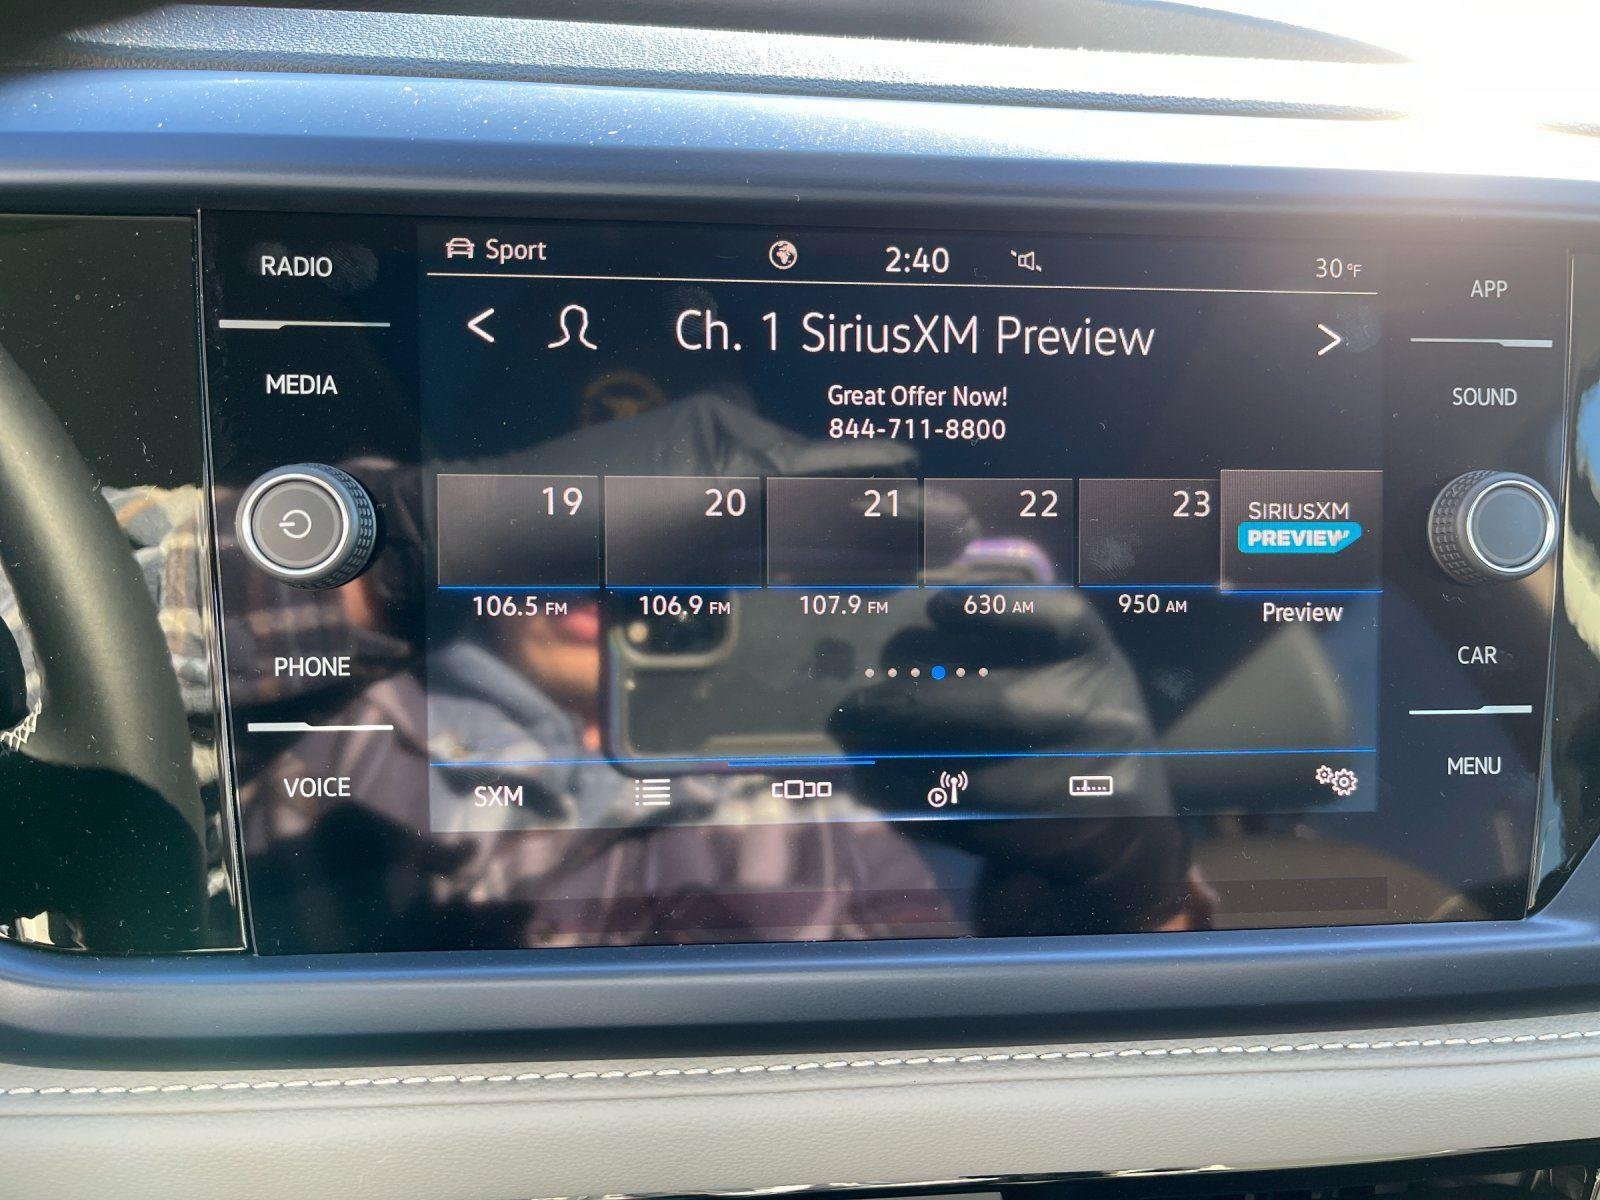 RADIO
MEDIA
PHONE
VOICE
Sport
2:40
30°F
Ch. 1 SiriusXM Preview
Great Offer Now!
844-711-8800
19
20
21
22
23
SIRIUSXM
PREVIEW
106.5 FM
106.9 FM
107.9 FM
630 AM
950 AM
Preview
SXM
APP
SOUND
CAR
MENU